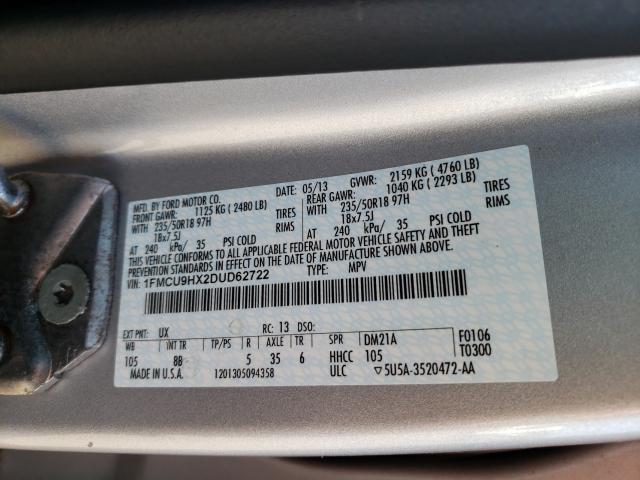 MFD. BY FORD MOTOR CO.
DATE: 05/13 GVWR: 2159 KG ( 4760 LB)
FRONT GAWR: 1125 KG ( 2480 LB) REAR GAWR: 1040 KG ( 2293 LB)
WITH 235/50R18 97H TIRES WITH 235/50R18 97H TIRES
18x7.5J RIMS 18x7.5J RIMS
AT 240 kPa/ 35 PSI COLD AT 240 kPa/ 35 PSI COLD
THIS VEHICLE CONFORMS TO ALL APPLICABLE FEDERAL MOTOR VEHICLE SAFETY AND THEFT
PREVENTION STANDARDS IN EFFECT ON THE DATE OF MANUFACTURE SHOWN ABOVE.
VIN: 1FMCU9HX2DUD62722 TYPE: MPV
EXT PNT: UX RC: 13 DSO: F0106
WB INT TR TP/PS R AXLE TR SPR DM21A T0300
105 8B 5 35 6 HHCC 105
MADE IN U.S.A. 1201305094358 ULC ▽5U5A-3520472-AA